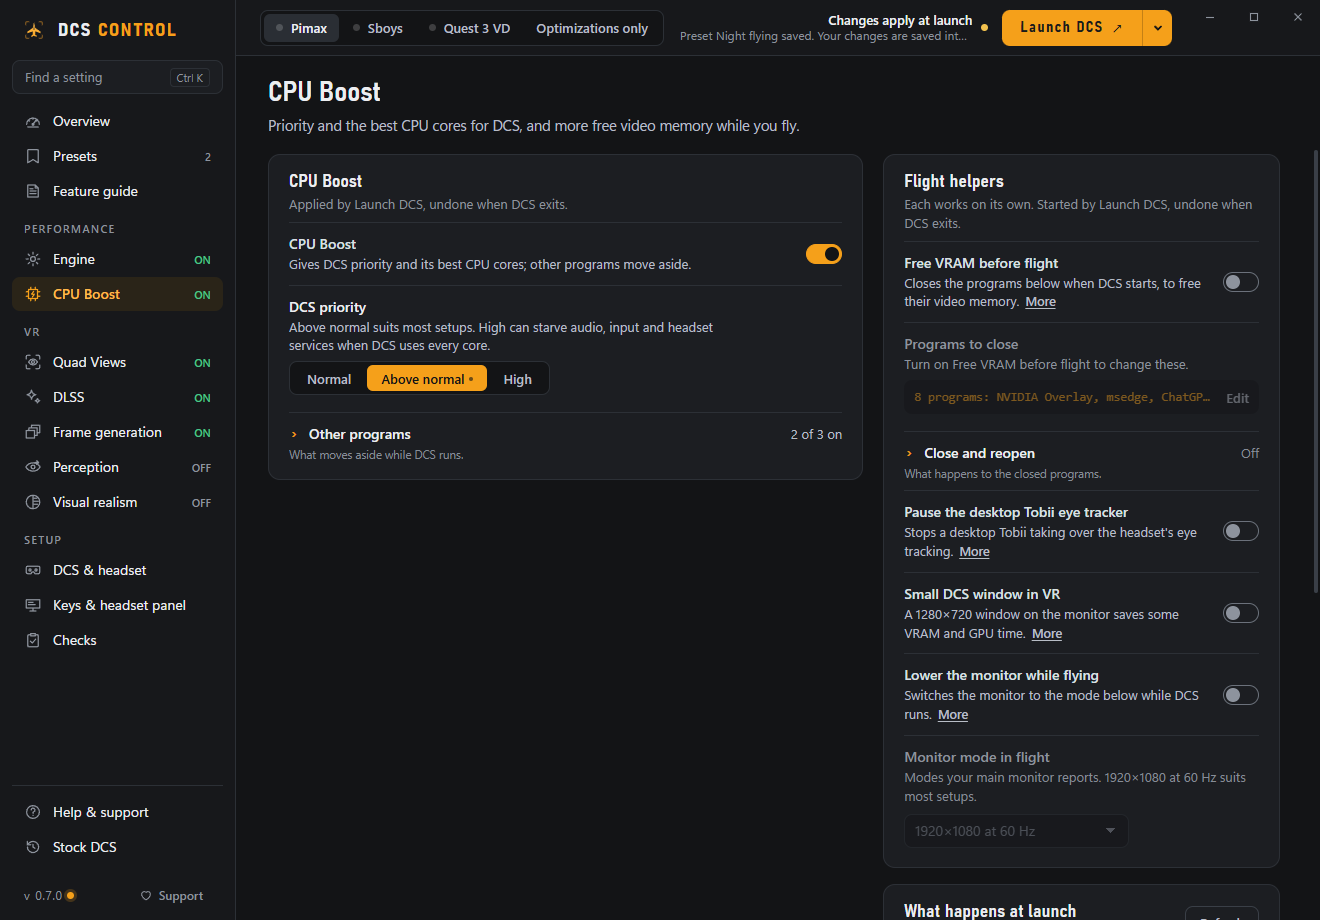 DCS CONTROL
Find a setting Ctrl K
Overview
Presets 2
Feature guide
PERFORMANCE
Engine ON
CPU Boost ON
VR
Quad Views ON
DLSS ON
Frame generation ON
Perception OFF
Visual realism OFF
SETUP
DCS & headset
Keys & headset panel
Checks
Help & support
Stock DCS
v 0.7.0 Support
Pimax Sboys Quest 3 VD Optimizations only
Changes apply at launch
Preset Night flying saved. Your changes are saved int...
Launch DCS
CPU Boost
Priority and the best CPU cores for DCS, and more free video memory while you fly.
CPU Boost
Applied by Launch DCS, undone when DCS exits.
CPU Boost
Gives DCS priority and its best CPU cores; other programs move aside.
DCS priority
Above normal suits most setups. High can starve audio, input and headset
services when DCS uses every core.
Normal Above normal High
Other programs 2 of 3 on
What moves aside while DCS runs.
Flight helpers
Each works on its own. Started by Launch DCS, undone when
DCS exits.
Free VRAM before flight
Closes the programs below when DCS starts, to free
their video memory. More
Programs to close
Turn on Free VRAM before flight to change these.
8 programs: NVIDIA Overlay, msedge, ChatGP… Edit
Close and reopen Off
What happens to the closed programs.
Pause the desktop Tobii eye tracker
Stops a desktop Tobii taking over the headset's eye
tracking. More
Small DCS window in VR
A 1280×720 window on the monitor saves some
VRAM and GPU time. More
Lower the monitor while flying
Switches the monitor to the mode below while DCS
runs. More
Monitor mode in flight
Modes your main monitor reports. 1920×1080 at 60 Hz suits
most setups.
1920×1080 at 60 Hz
What happens at launch